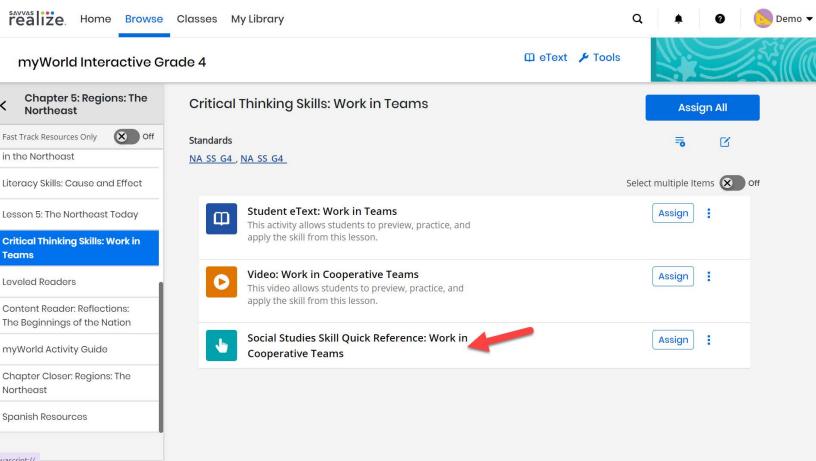 SAVVAS
realize. Home Browse Classes My Library
Demo
myWorld Interactive Grade 4
eText Tools
Chapter 5: Regions: The
Northeast
Fast Track Resources Only Off
in the Northeast
Literacy Skills: Cause and Effect
Lesson 5: The Northeast Today
Critical Thinking Skills: Work in
Teams
Leveled Readers
Content Reader: Reflections:
The Beginnings of the Nation
myWorld Activity Guide
Chapter Closer: Regions: The
Northeast
Spanish Resources
Critical Thinking Skills: Work in Teams
Assign All
Standards
NA_SS_G4_, NA_SS_G4_
Select multiple Items Off
Student eText: Work in Teams
This activity allows students to preview, practice, and
apply the skill from this lesson.
Assign
Video: Work in Cooperative Teams
This video allows students to preview, practice, and
apply the skill from this lesson.
Assign
Social Studies Skill Quick Reference: Work in
Cooperative Teams
Assign